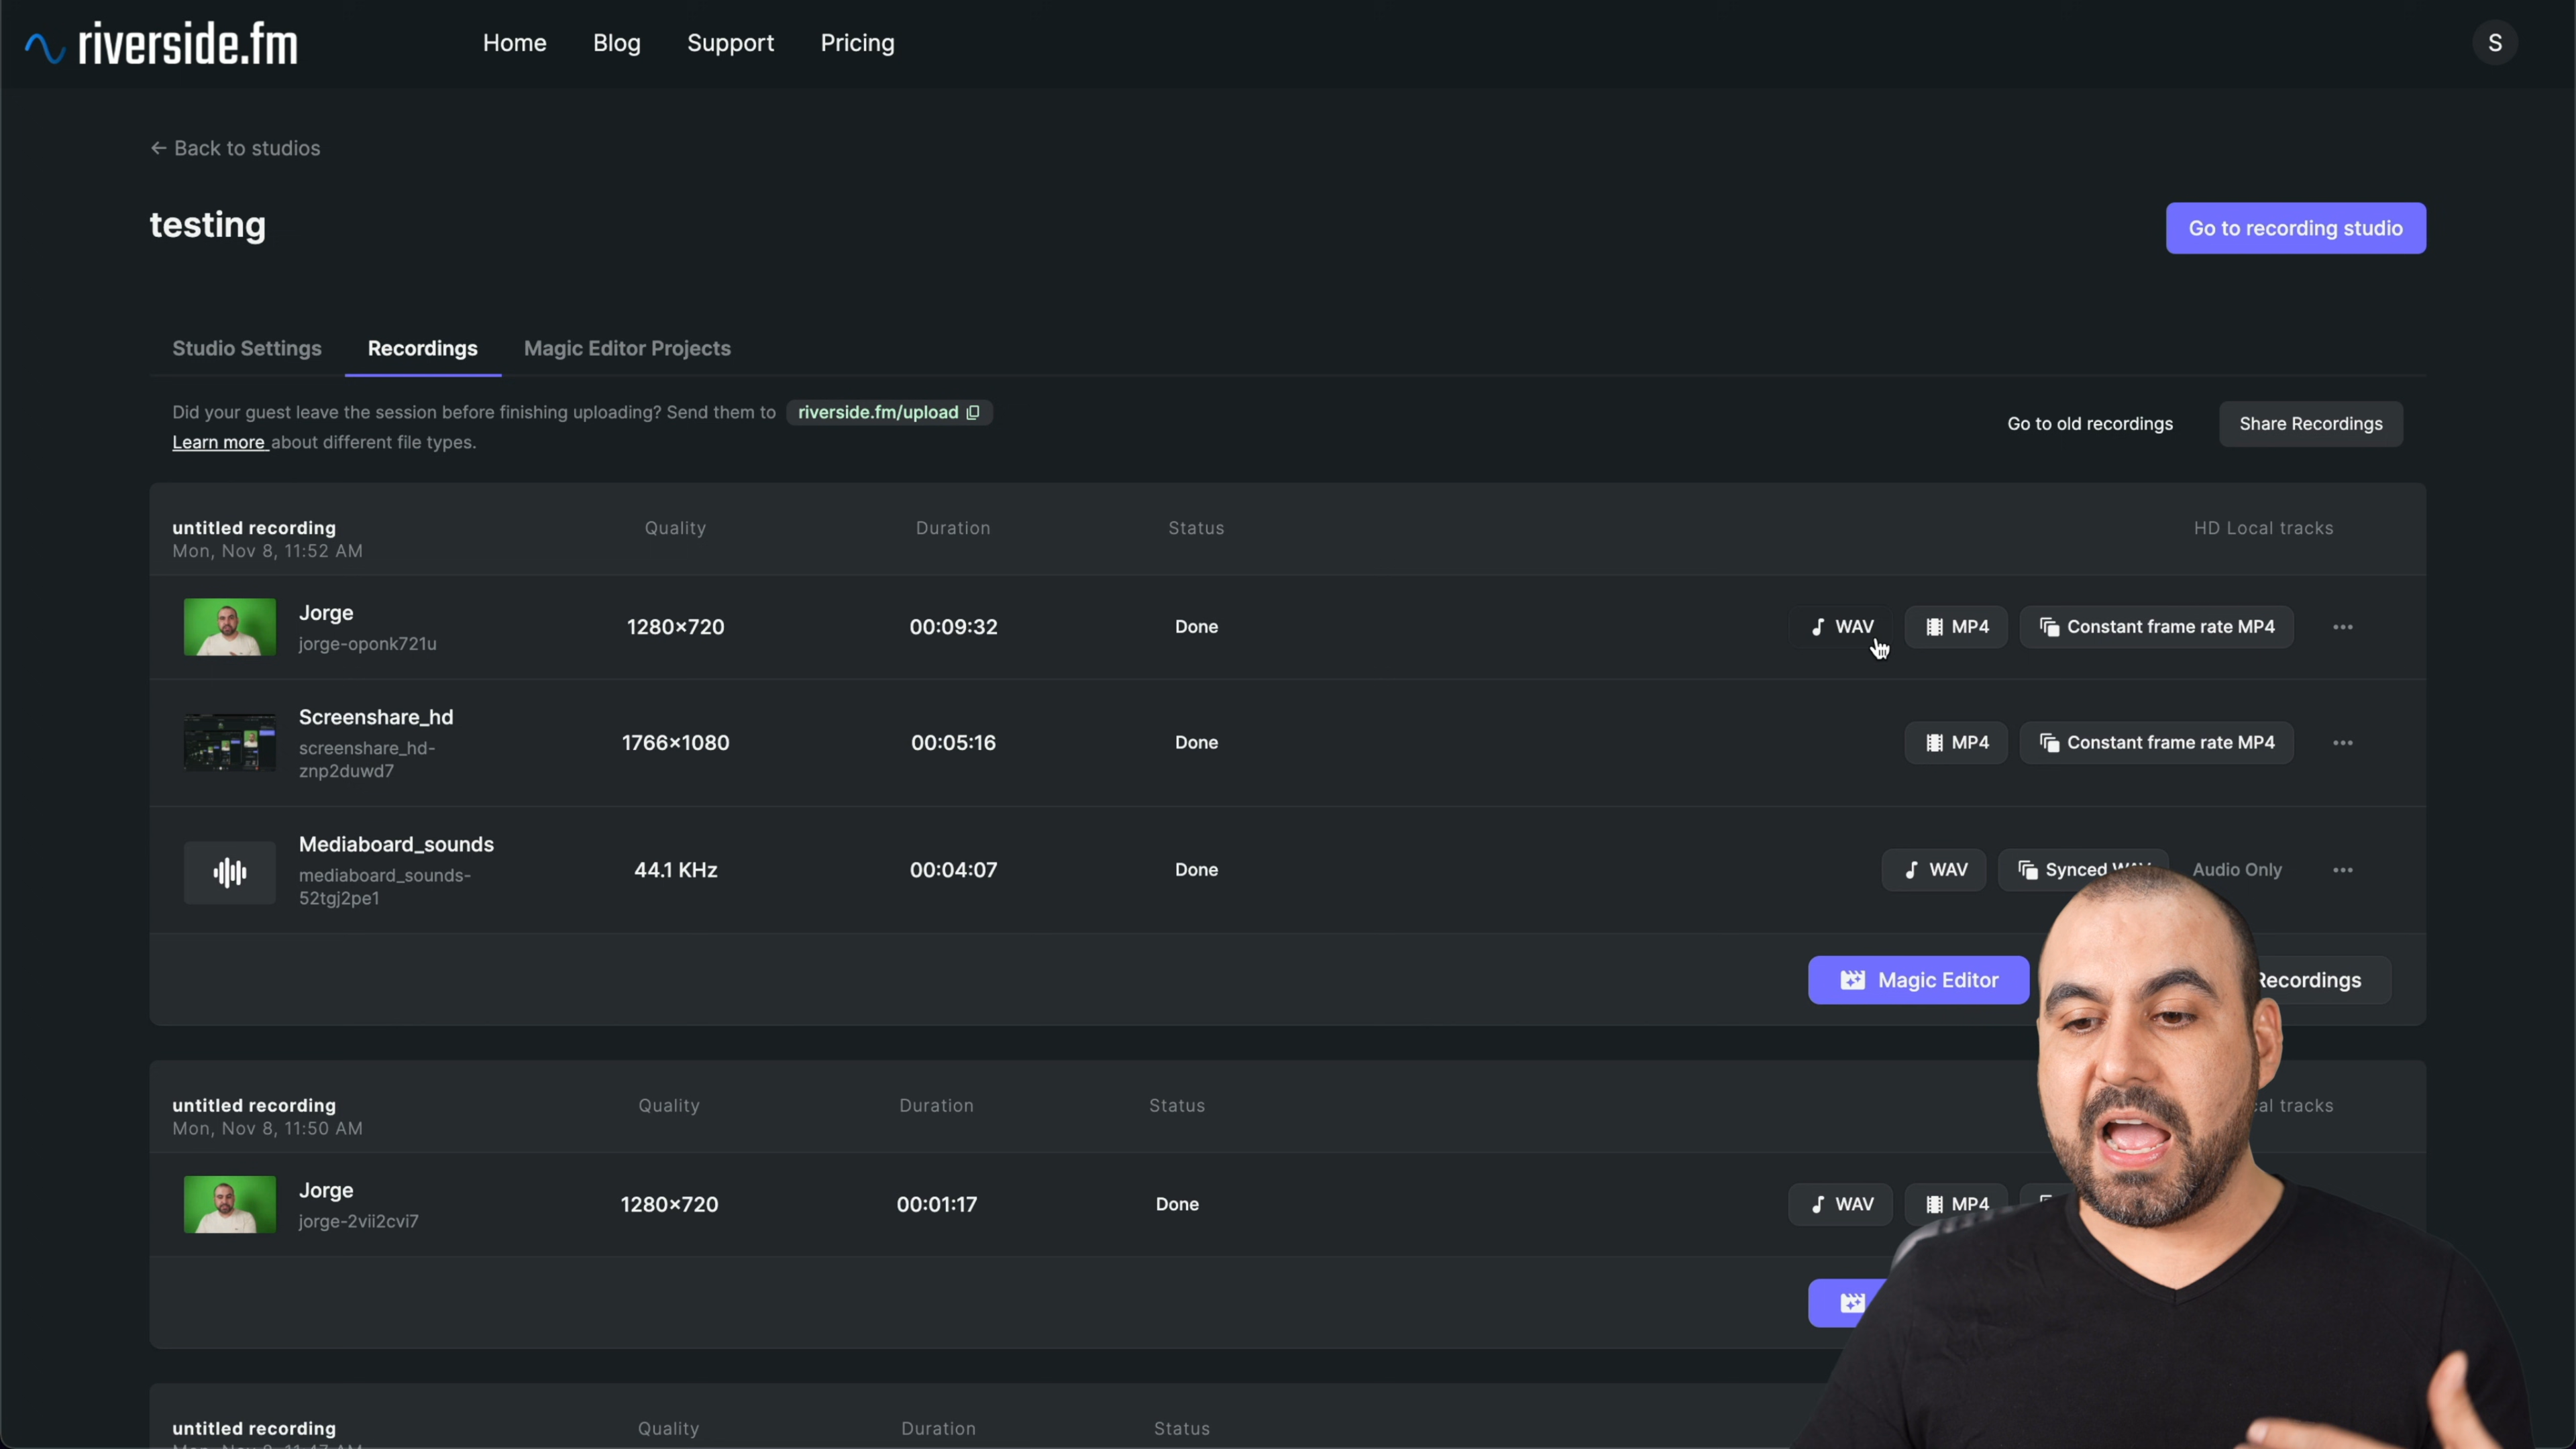 riverside.fm
Home Blog Support Pricing
S
← Back to studios
testing
Go to recording studio
Studio Settings Recordings Magic Editor Projects
Did your guest leave the session before finishing uploading? Send them to riverside.fm/upload
Learn more about different file types.
Go to old recordings Share Recordings
untitled recording Quality Duration Status HD Local tracks
Mon, Nov 8, 11:52 AM
Jorge
jorge-oponk721u
1280×720 00:09:32 Done WAV MP4 Constant frame rate MP4
Screenshare_hd
screenshare_hd-
znp2duwd7
1766×1080 00:05:16 Done MP4 Constant frame rate MP4
Mediaboard_sounds
mediaboard_sounds-
52tgj2pe1
44.1 KHz 00:04:07 Done WAV Synced WAV Audio Only
Magic Editor Recordings
untitled recording Quality Duration Status tracks
Mon, Nov 8, 11:50 AM
Jorge
jorge-2vii2cvi7
1280×720 00:01:17 Done WAV MP4
untitled recording Quality Duration Status